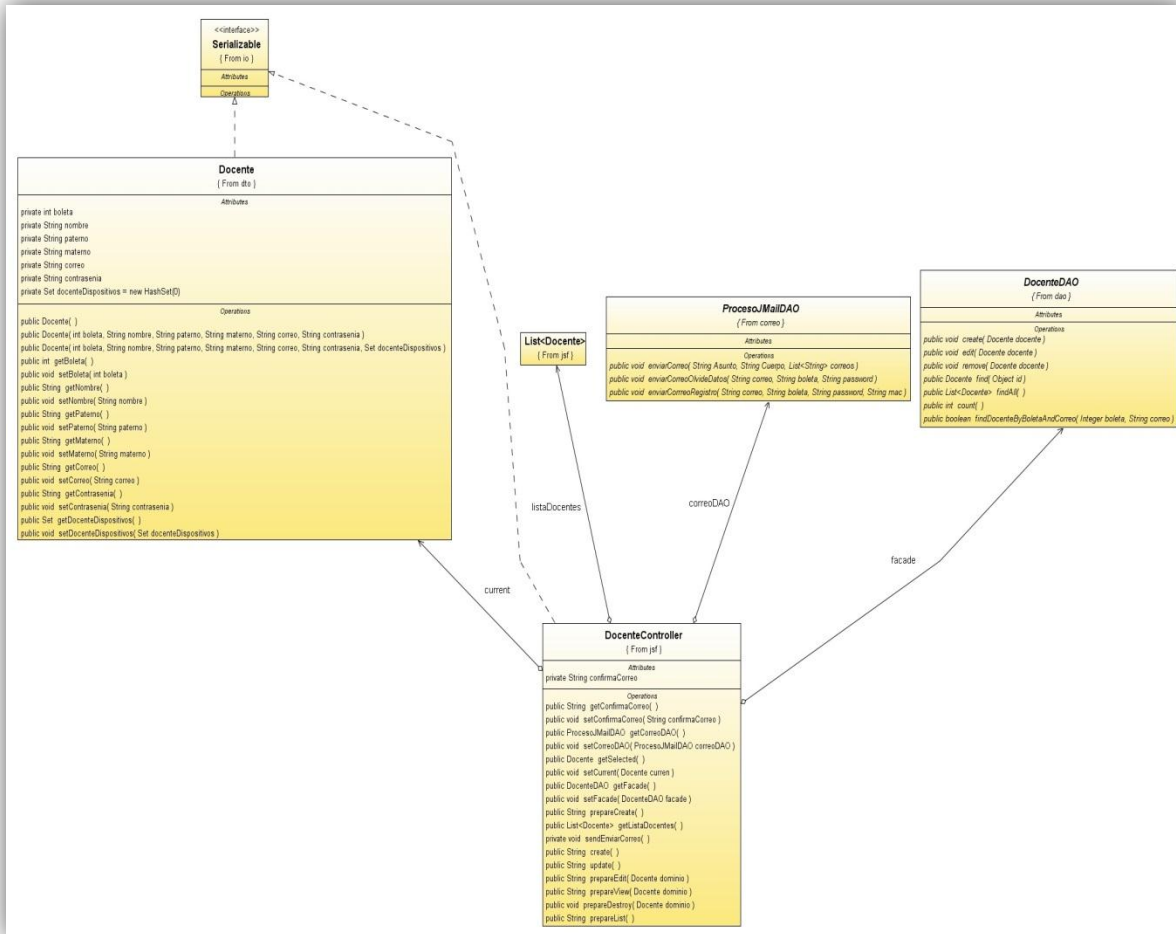 <<interface>>
Serializable
{ From io }
Attributes
Operations
Docente
{ From dto }
Attributes
private int boleta
private String nombre
private String paterno
private String materno
private String correo
private String contrasenia
private Set docenteDispositivos = new HashSet(0)
Operations
public Docente( )
public Docente( int boleta, String nombre, String paterno, String materno, String correo, String contrasenia )
public Docente( int boleta, String nombre, String paterno, String materno, String correo, String contrasenia, Set docenteDispositivos )
public int getBoleta( )
public void setBoleta( int boleta )
public String getNombre( )
public void setNombre( String nombre )
public String getPaterno( )
public void setPaterno( String paterno )
public String getMaterno( )
public void setMaterno( String materno )
public String getCorreo( )
public void setCorreo( String correo )
public String getContrasenia( )
public void setContrasenia( String contrasenia )
public Set getDocenteDispositivos( )
public void setDocenteDispositivos( Set docenteDispositivos )
List<Docente>
{ From jsf }
ProcesoJMailDAO
{ From correo }
Attributes
Operations
public void enviarCorreo( String Asunto, String Cuerpo, List<String> correos )
public void enviarCorreoOlvideDatos( String correo, String boleta, String password )
public void enviarCorreoRegistro( String correo, String boleta, String password, String mac )
DocenteDAO
{ From dao }
Attributes
Operations
public void create( Docente docente )
public void edit( Docente docente )
public void remove( Docente docente )
public Docente find( Object id )
public List<Docente> findAll( )
public int count( )
public boolean findDocenteByBoletaAndCorreo( Integer boleta, String correo )
listaDocentes
correoDAO
facade
current
DocenteController
{ From jsf }
Attributes
private String confirmaCorreo
Operations
public String getConfirmaCorreo( )
public void setConfirmaCorreo( String confirmaCorreo )
public ProcesoJMailDAO getCorreoDAO( )
public void setCorreoDAO( ProcesoJMailDAO correoDAO )
public Docente getSelected( )
public void setCurrent( Docente curren )
public DocenteDAO getFacade( )
public void setFacade( DocenteDAO facade )
public String prepareCreate( )
public List<Docente> getListaDocentes( )
private void sendEnviarCorreo( )
public String create( )
public String update( )
public String prepareEdit( Docente dominio )
public String prepareView( Docente dominio )
public void prepareDestroy( Docente dominio )
public String prepareList( )